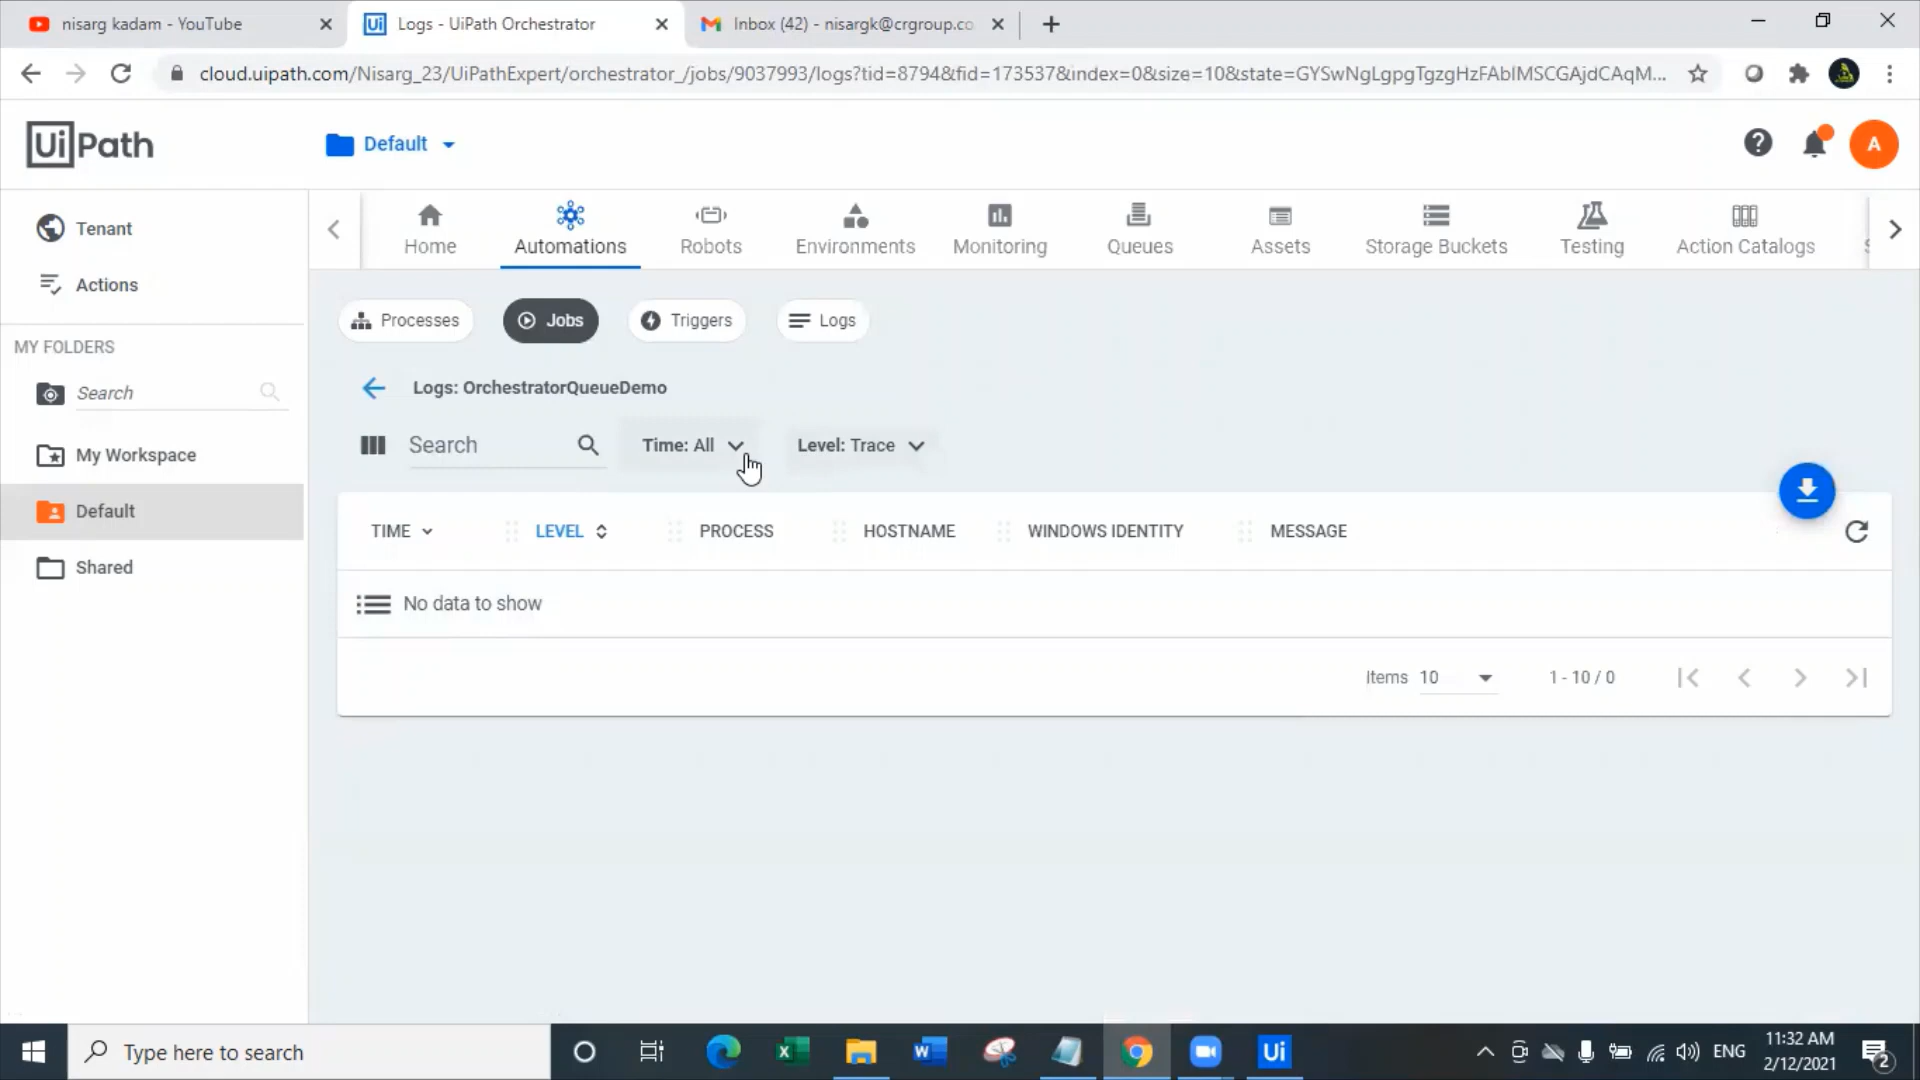 nisarg kadam - YouTube
Logs - UiPath Orchestrator
Inbox (42) - nisargk@crgroup.co
cloud.uipath.com/Nisarg_23/UiPathExpert/orchestrator_/jobs/9037993/logs?tid=8794&fid=173537&index=0&size=10&state=GYSwNgLgpgTgzgHzFAblMSCGAjdCAqM...
UiPath
Default
A
Tenant
Actions
MY FOLDERS
Search
My Workspace
Default
Shared
Home
Automations
Robots
Environments
Monitoring
Queues
Assets
Storage Buckets
Testing
Action Catalogs
Processes
Jobs
Triggers
Logs
Logs: OrchestratorQueueDemo
Search
Time: All
Level: Trace
TIME
LEVEL
PROCESS
HOSTNAME
WINDOWS IDENTITY
MESSAGE
No data to show
Items 10
1 - 10 / 0
Type here to search
Ui
ENG
11:32 AM
2/12/2021
2